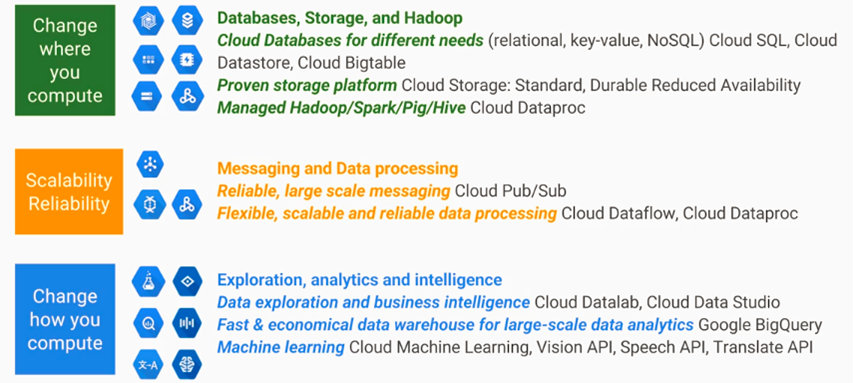 Change
where
you
compute
Databases, Storage, and Hadoop
Cloud Databases for different needs (relational, key-value, NoSQL) Cloud SQL, Cloud
Datastore, Cloud Bigtable
Proven storage platform Cloud Storage: Standard, Durable Reduced Availability
Managed Hadoop/Spark/Pig/Hive Cloud Dataproc
Scalability
Reliability
Messaging and Data processing
Reliable, large scale messaging Cloud Pub/Sub
Flexible, scalable and reliable data processing Cloud Dataflow, Cloud Dataproc
Change
how you
compute
文-A
Exploration, analytics and intelligence
Data exploration and business intelligence Cloud Datalab, Cloud Data Studio
Fast & economical data warehouse for large-scale data analytics Google BigQuery
Machine learning Cloud Machine Learning, Vision API, Speech API, Translate API